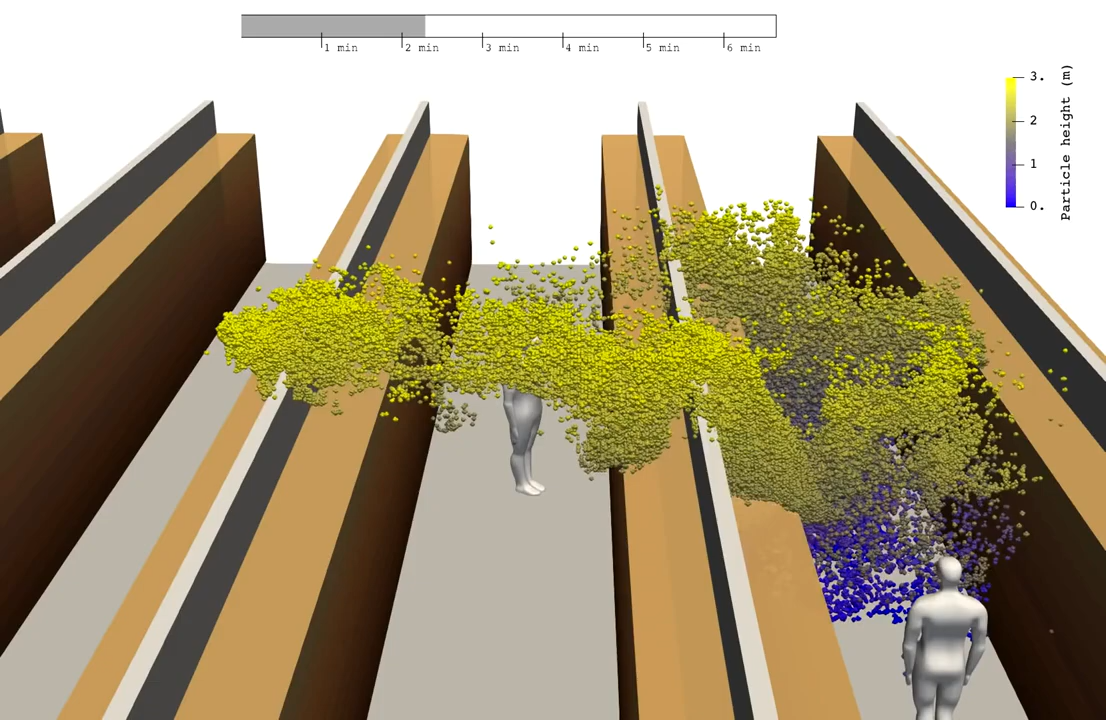 1 min
2 min
3 min
4 min
5 min
6 min
3.
2
1
0.
Particle height (m)